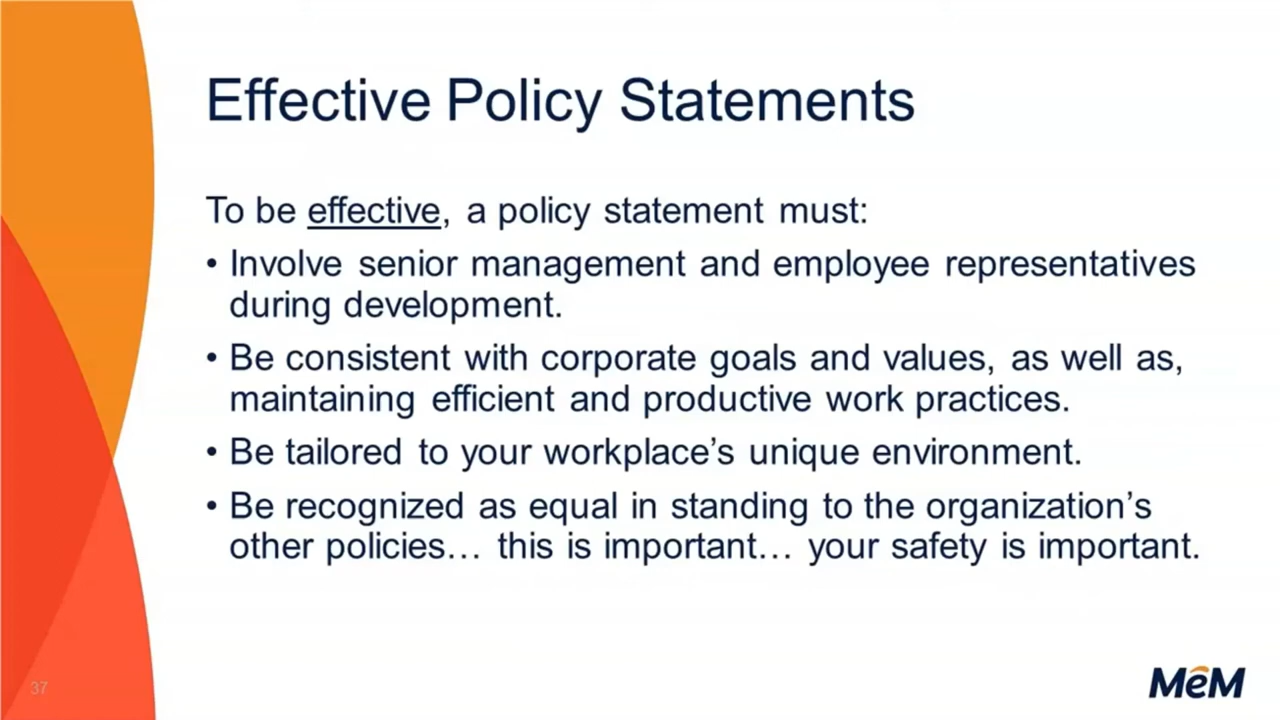 Effective Policy Statements
To be effective, a policy statement must:
• Involve senior management and employee representatives
during development.
• Be consistent with corporate goals and values, as well as,
maintaining efficient and productive work practices.
• Be tailored to your workplace’s unique environment.
• Be recognized as equal in standing to the organization’s
other policies… this is important… your safety is important.
37
MeM